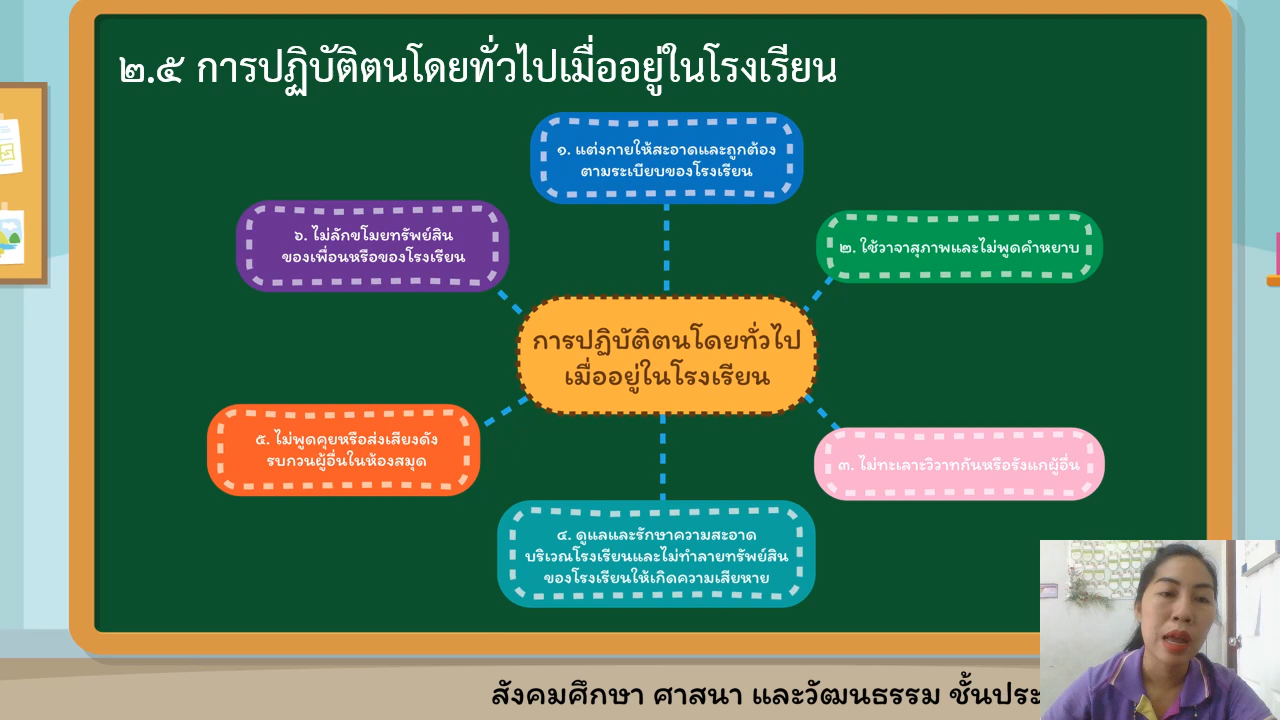 ๒.๕ การปฏิบัติตนโดยทั่วไปเมื่ออยู่ในโรงเรียน
๑. แต่งกายให้สะอาดและถูกต้อง
ตามระเบียบของโรงเรียน
๒. ใช้วาจาสุภาพและไม่พูดคำหยาบ
๓. ไม่ทะเลาะวิวาทกันหรือรังแกผู้อื่น
๔. ดูแลและรักษาความสะอาด
บริเวณโรงเรียนและไม่ทำลายทรัพย์สิน
ของโรงเรียนให้เกิดความเสียหาย
๕. ไม่พูดคุยหรือส่งเสียงดัง
รบกวนผู้อื่นในห้องสมุด
๖. ไม่ลักขโมยทรัพย์สิน
ของเพื่อนหรือของโรงเรียน
การปฏิบัติตนโดยทั่วไป
เมื่ออยู่ในโรงเรียน
สังคมศึกษา ศาสนา และวัฒนธรรม ชั้นประ